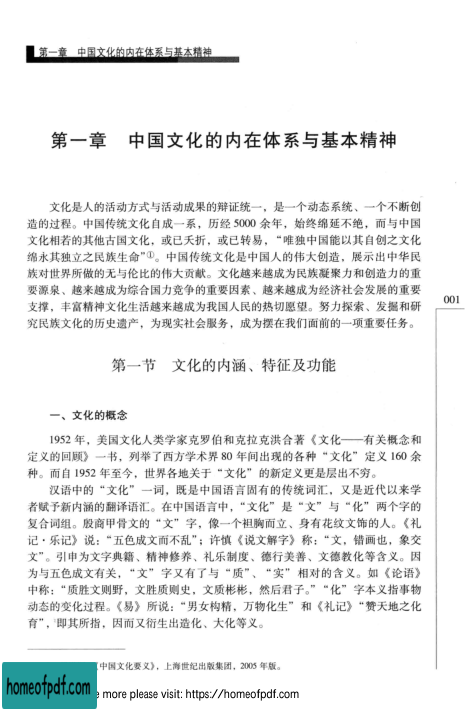 第一章 中国文化的内在体系与基本精神
第一章 中国文化的内在体系与基本精神
文化是人的活动方式与活动成果的辩证统一，是一个动态系统、一个不断创
造的过程。中国传统文化自成一系，历经 5000 余年，始终绵延不绝，而与中国
文化相若的其他古国文化，或已夭折，或已转易，“唯独中国能以其自创之文化
绵永其独立之民族生命”①。中国传统文化是中国人的伟大创造，展示出中华民
族对世界所做的无与伦比的伟大贡献。文化越来越成为民族凝聚力和创造力的重
要源泉、越来越成为综合国力竞争的重要因素、越来越成为经济社会发展的重要
支撑，丰富精神文化生活越来越成为我国人民的热切愿望。努力探索、发掘和研
究民族文化的历史遗产，为现实社会服务，成为摆在我们面前的一项重要任务。
001
第一节 文化的内涵、特征及功能
一、文化的概念
1952 年，美国文化人类学家克罗伯和克拉克洪合著《文化——有关概念和
定义的回顾》一书，列举了西方学术界 80 年间出现的各种“文化”定义 160 余
种。而自 1952 年至今，世界各地关于“文化”的新定义更是层出不穷。
汉语中的“文化”一词，既是中国语言固有的传统词汇，又是近代以来学
者赋予新内涵的翻译语汇。在中国语言中，“文化”是“文”与“化”两个字的
复合词组。殷商甲骨文的“文”字，像一个袒胸而立、身有花纹文饰的人。《礼
记·乐记》说：“五色成文而不乱”；许慎《说文解字》称：“文，错画也，象交
文”。引申为文字典籍、精神修养、礼乐制度、德行美善、文德教化等含义。因
为与五色成文有关，“文”字又有了与“质”、“实”相对的含义。如《论语》
中称：“质胜文则野，文胜质则史，文质彬彬，然后君子。”“化”字本义指事物
动态的变化过程。《易》所说：“男女构精，万物化生”和《礼记》“赞天地之化
育”，即其所指，因而又衍生出造化、大化等义。
中国文化要义》，上海世纪出版集团，2005 年版。
homeofpdf.com
more please visit: https://homeofpdf.com